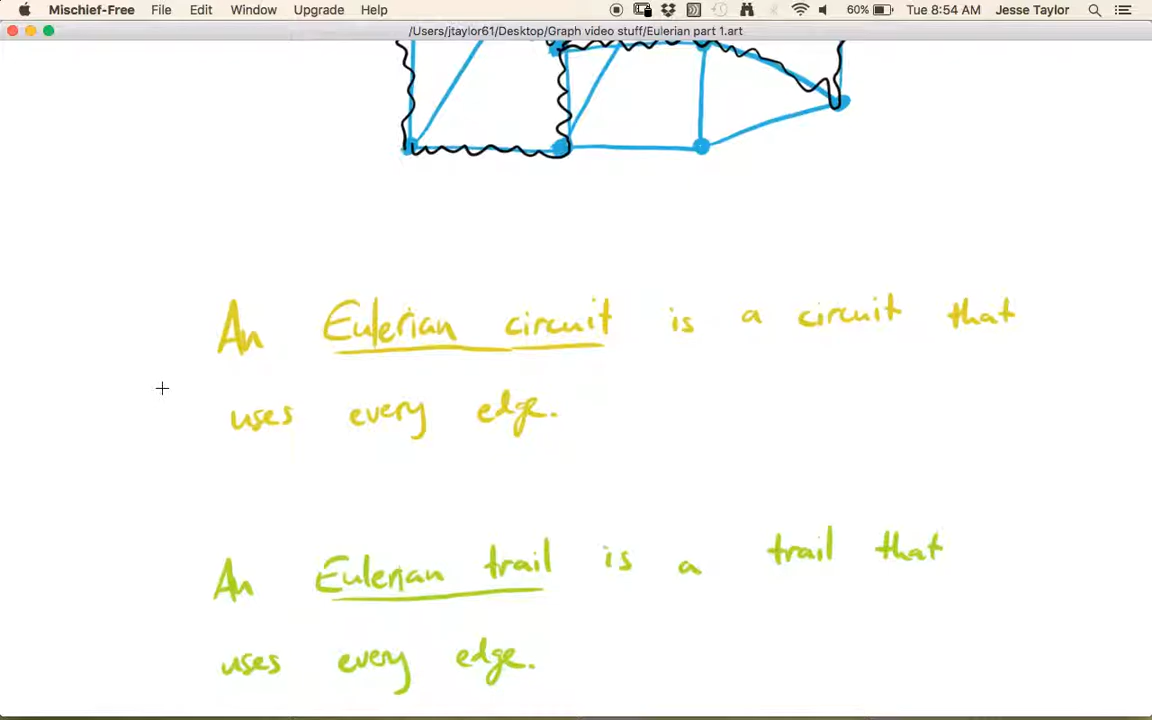 Mischief-Free File Edit Window Upgrade Help 60% Tue 8:54 AM Jesse Taylor
/Users/jtaylor61/Desktop/Graph video stuff/Eulerian part 1.art
An Eulerian circuit is a circuit that
uses every edge.
An Eulerian trail is a trail that
uses every edge.